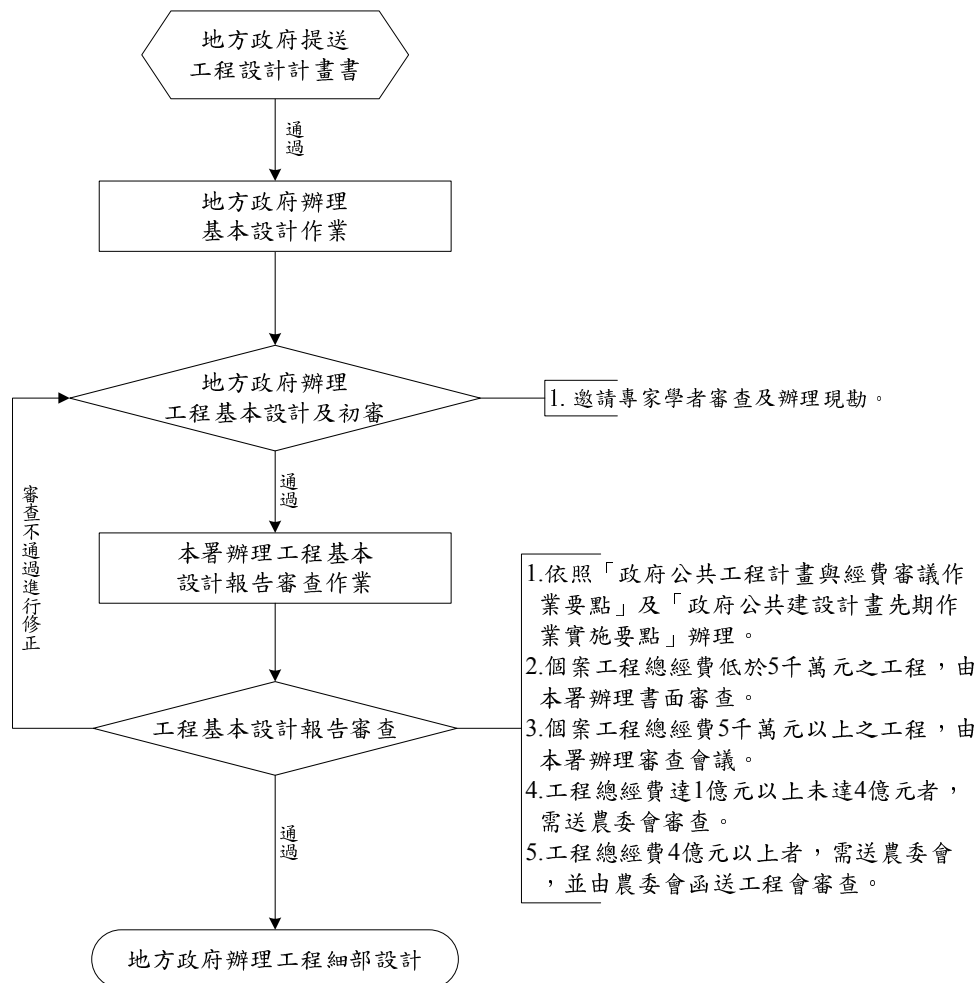 地方政府提送
工程設計計畫書
通過
地方政府辦理
基本設計作業
地方政府辦理
工程基本設計及初審
1. 邀請專家學者審查及辦理現勘。
通過
審查不通過進行修正
本署辦理工程基本
設計報告審查作業
工程基本設計報告審查
1.依照「政府公共工程計畫與經費審議作
業要點」及「政府公共建設計畫先期作
業實施要點」辦理。
2.個案工程總經費低於5千萬元之工程，由
本署辦理書面審查。
3.個案工程總經費5千萬元以上之工程，由
本署辦理審查會議。
4.工程總經費達1億元以上未達4億元者，
需送農委會審查。
5.工程總經費4億元以上者，需送農委會
，並由農委會函送工程會審查。
通過
地方政府辦理工程細部設計